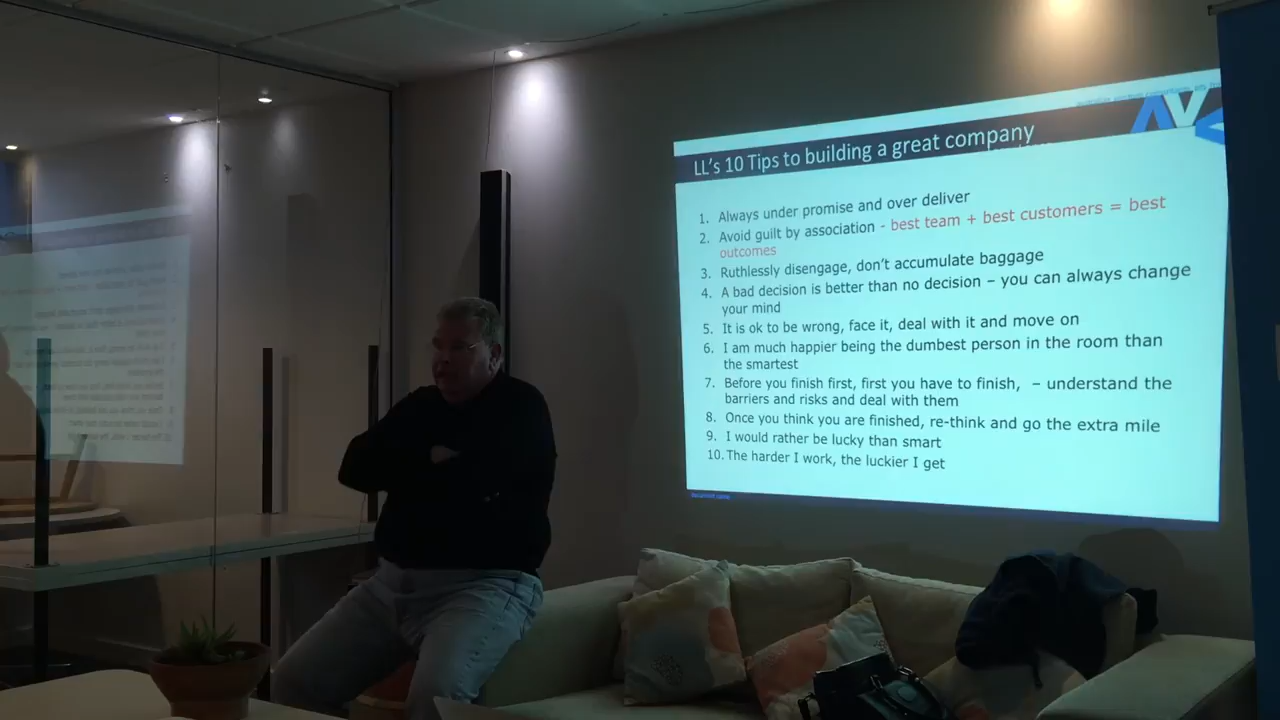 AV
LL's 10 Tips to building a great company
1. Always under promise and over deliver
2. Avoid guilt by association - best team + best customers = best
outcomes
3. Ruthlessly disengage, don't accumulate baggage
4. A bad decision is better than no decision – you can always change
your mind
5. It is ok to be wrong, face it, deal with it and move on
6. I am much happier being the dumbest person in the room than
the smartest
7. Before you finish first, first you have to finish, – understand the
barriers and risks and deal with them
8. Once you think you are finished, re-think and go the extra mile
9. I would rather be lucky than smart
10. The harder I work, the luckier I get